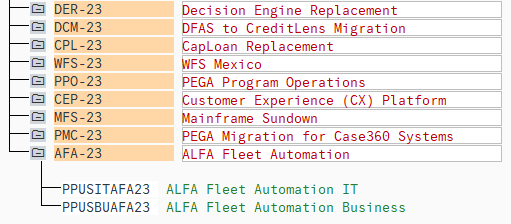 DER-23 Decision Engine Replacement
DCM-23 DFAS to CreditLens Migration
CPL-23 CapLoan Replacement
WFS-23 WFS Mexico
PPO-23 PEGA Program Operations
CEP-23 Customer Experience (CX) Platform
MFS-23 Mainframe Sundown
PMC-23 PEGA Migration for Case360 Systems
AFA-23 ALFA Fleet Automation
PPUSITAFA23 ALFA Fleet Automation IT
PPUSBUAFA23 ALFA Fleet Automation Business